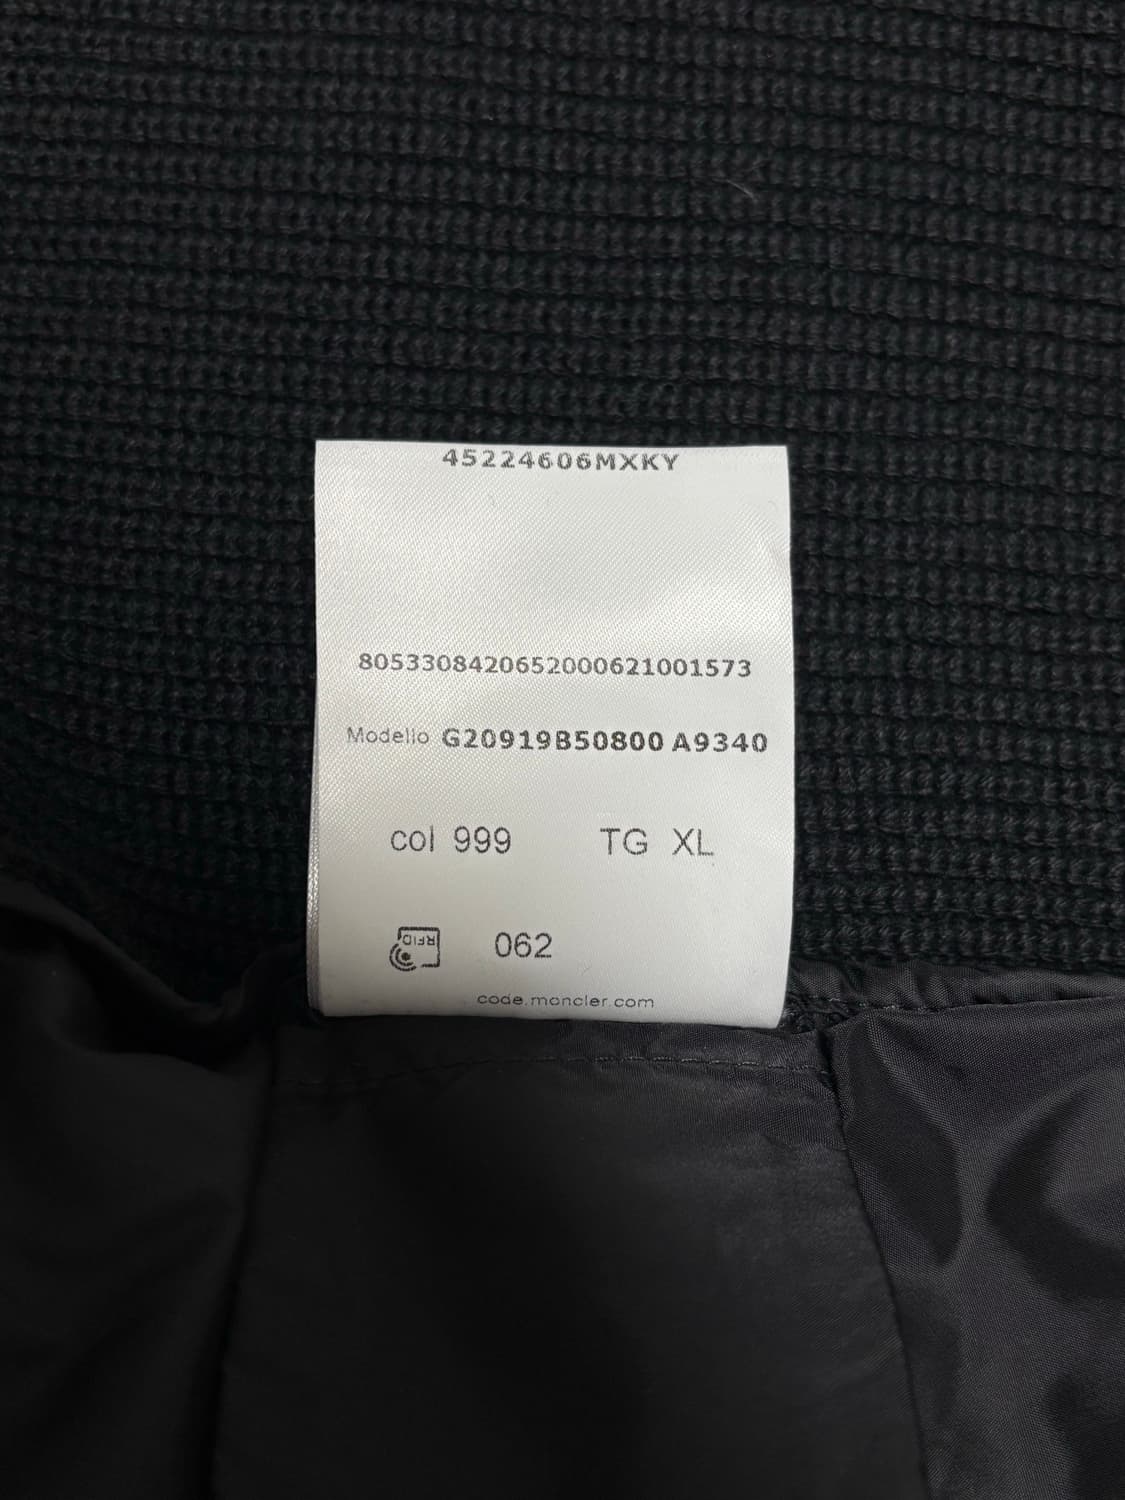 45224606MXKY
8053308420652000621001573
Modello G20919B50800 A9340
col 999 TG XL
RFID 062
code.moncler.com